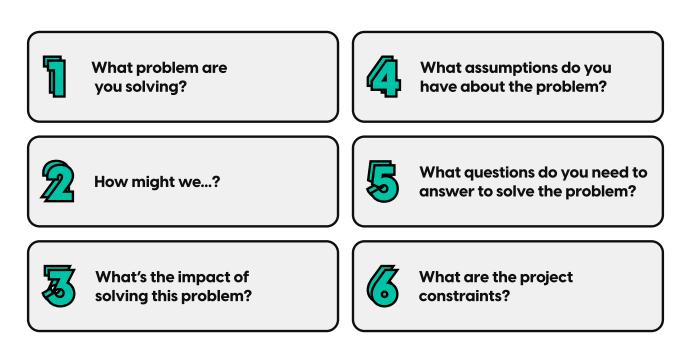 1
What problem are
you solving?
2
How might we...?
3
What's the impact of
solving this problem?
4
What assumptions do you
have about the problem?
5
What questions do you need to
answer to solve the problem?
6
What are the project
constraints?